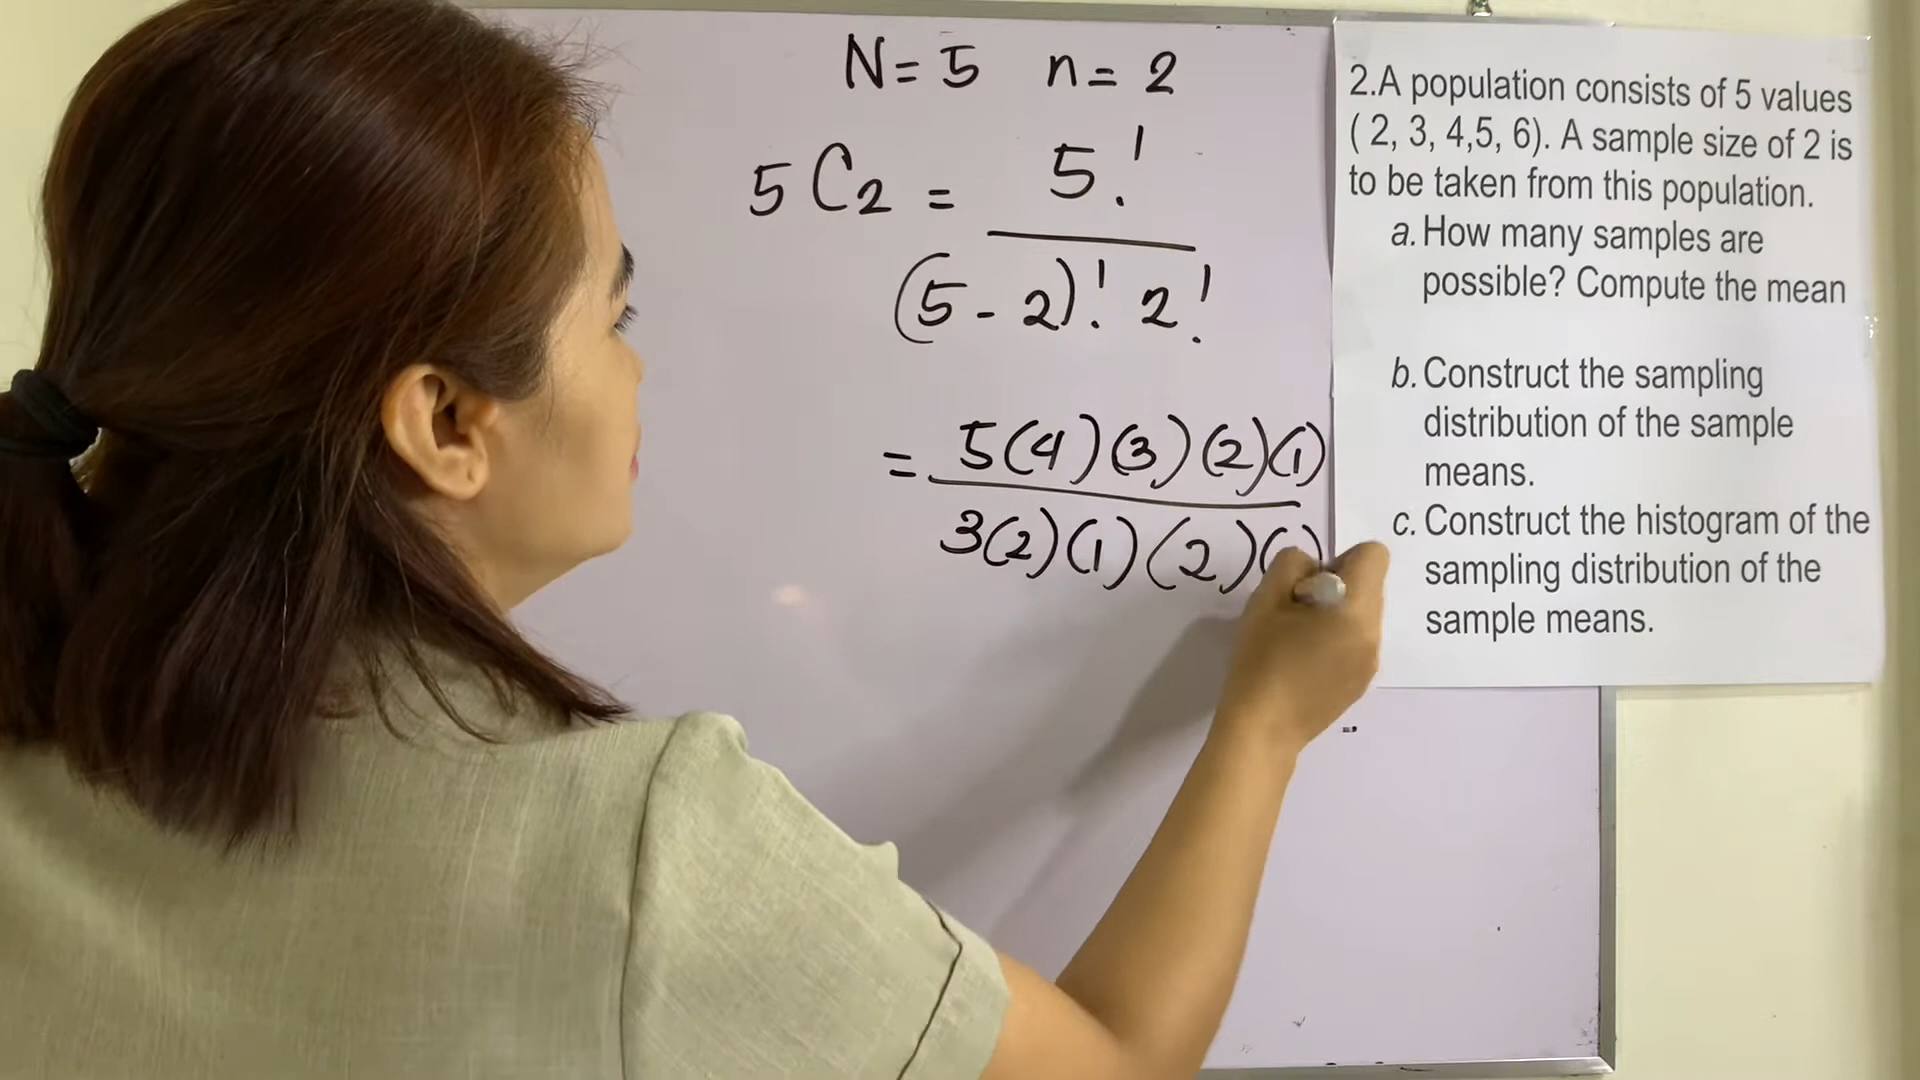 N = 5 n = 2
5 C2 = 5!
(5 - 2)! 2!
= 5(4)(3)(2)(1)
3(2)(1)(2)(
2.A population consists of 5 values
( 2, 3, 4,5, 6). A sample size of 2 is
to be taken from this population.
a. How many samples are
possible? Compute the mean
b. Construct the sampling
distribution of the sample
means.
c. Construct the histogram of the
sampling distribution of the
sample means.